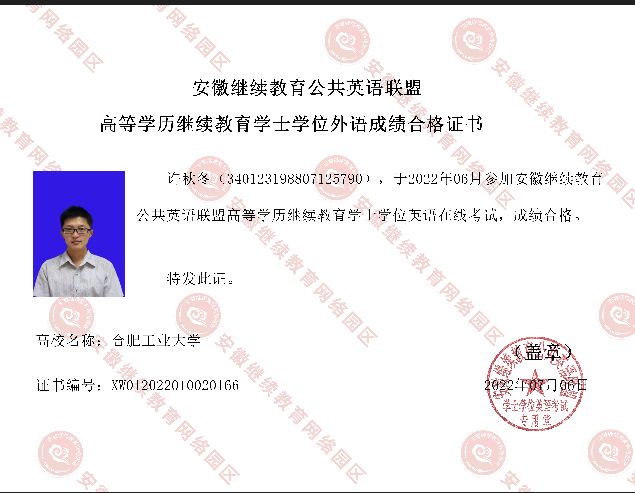 安徽继续教育公共英语联盟
高等学历继续教育学士学位外语成绩合格证书
许秋冬（340123198807125790），于2022年06月参加安徽继续教育
公共英语联盟高等学历继续教育学士学位英语在线考试，成绩合格。
特发此证。
高校名称：合肥工业大学
（盖章）
证书编号：XW012022010020166
2022年07月06日
学士学位英语考试
专用章
安徽继续教育网络园区